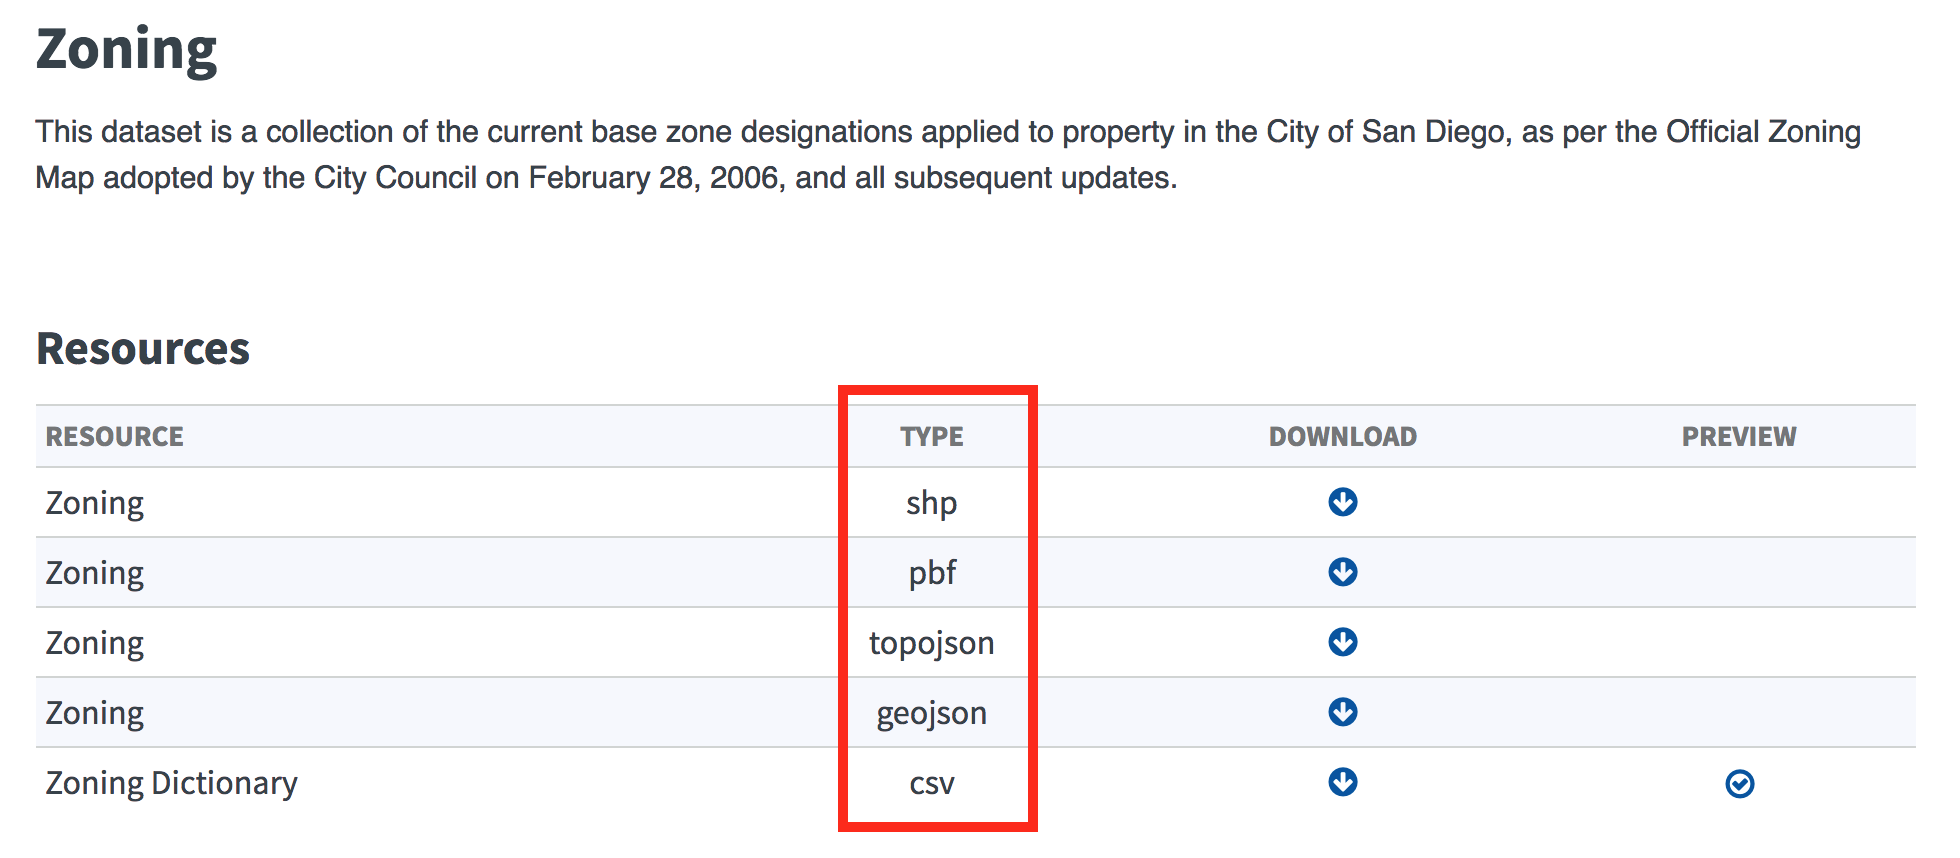 Zoning
This dataset is a collection of the current base zone designations applied to property in the City of San Diego, as per the Official Zoning
Map adopted by the City Council on February 28, 2006, and all subsequent updates.
Resources
RESOURCE TYPE DOWNLOAD PREVIEW
Zoning shp
Zoning pbf
Zoning topojson
Zoning geojson
Zoning Dictionary csv